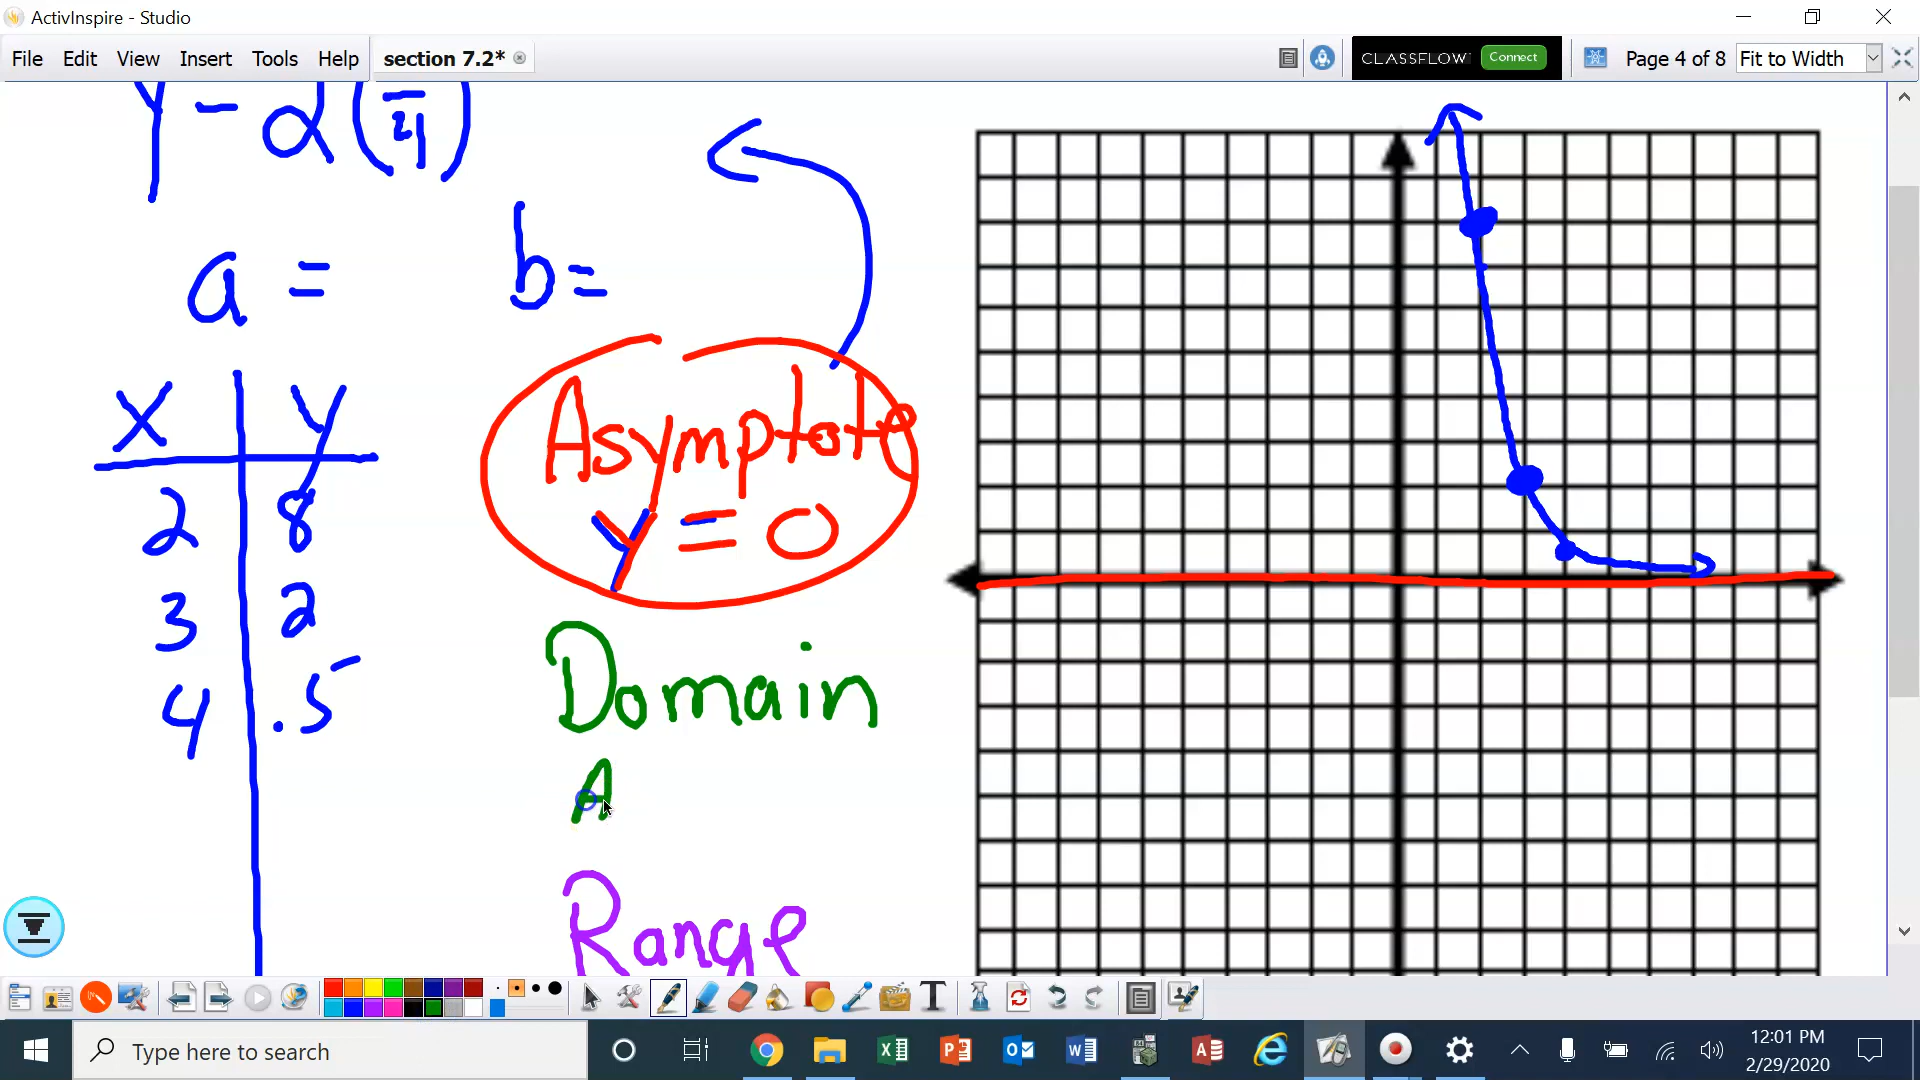 ActivInspire - Studio
File Edit View Insert Tools Help section 7.2*
CLASSFLOW Connect Page 4 of 8 Fit to Width
a = b =
X Y
2 8
3 2
4 .5
Asymptote
Y = 0
Domain
A
Range
Type here to search
12:01 PM
2/29/2020